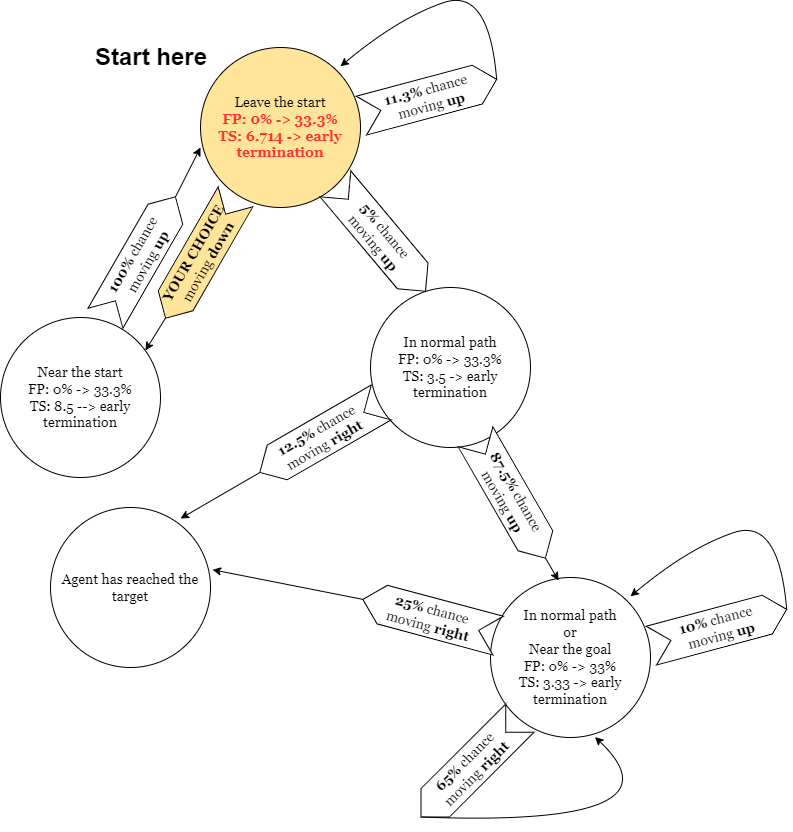 Start here
Leave the start
FP: 0% -> 33.3%
TS: 6.714 -> early
termination
11.3% chance
moving up
100% chance
moving up
YOUR CHOICE
moving down
5% chance
moving up
Near the start
FP: 0% -> 33.3%
TS: 8.5 --> early
termination
In normal path
FP: 0% -> 33.3%
TS: 3.5 -> early
termination
12.5% chance
moving right
87.5% chance
moving up
Agent has reached the
target
25% chance
moving right
In normal path
or
Near the goal
FP: 0% -> 33%
TS: 3.33 -> early
termination
10% chance
moving up
65% chance
moving right